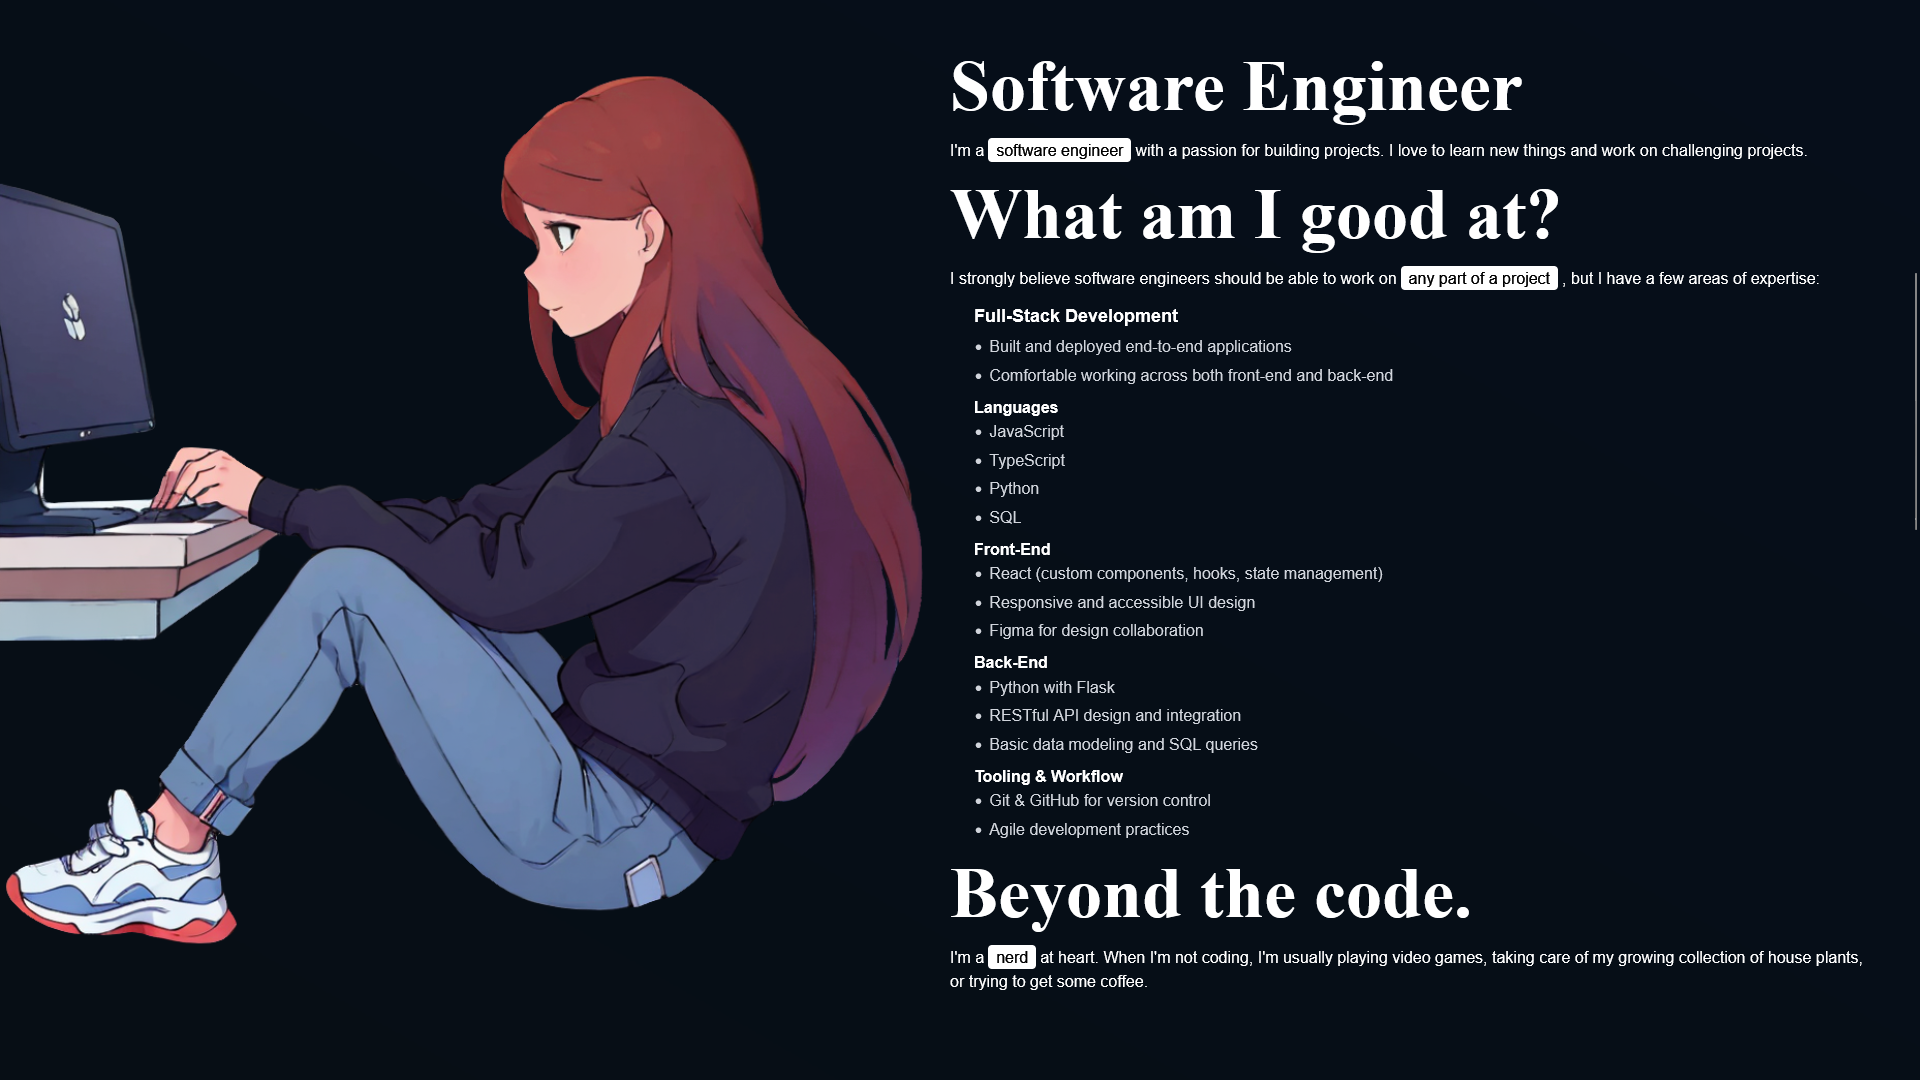 Software Engineer
I'm a software engineer with a passion for building projects. I love to learn new things and work on challenging projects.
What am I good at?
I strongly believe software engineers should be able to work on any part of a project , but I have a few areas of expertise:
Full-Stack Development
• Built and deployed end-to-end applications
• Comfortable working across both front-end and back-end
Languages
• JavaScript
• TypeScript
• Python
• SQL
Front-End
• React (custom components, hooks, state management)
• Responsive and accessible UI design
• Figma for design collaboration
Back-End
• Python with Flask
• RESTful API design and integration
• Basic data modeling and SQL queries
Tooling & Workflow
• Git & GitHub for version control
• Agile development practices
Beyond the code.
I'm a nerd at heart. When I'm not coding, I'm usually playing video games, taking care of my growing collection of house plants,
or trying to get some coffee.